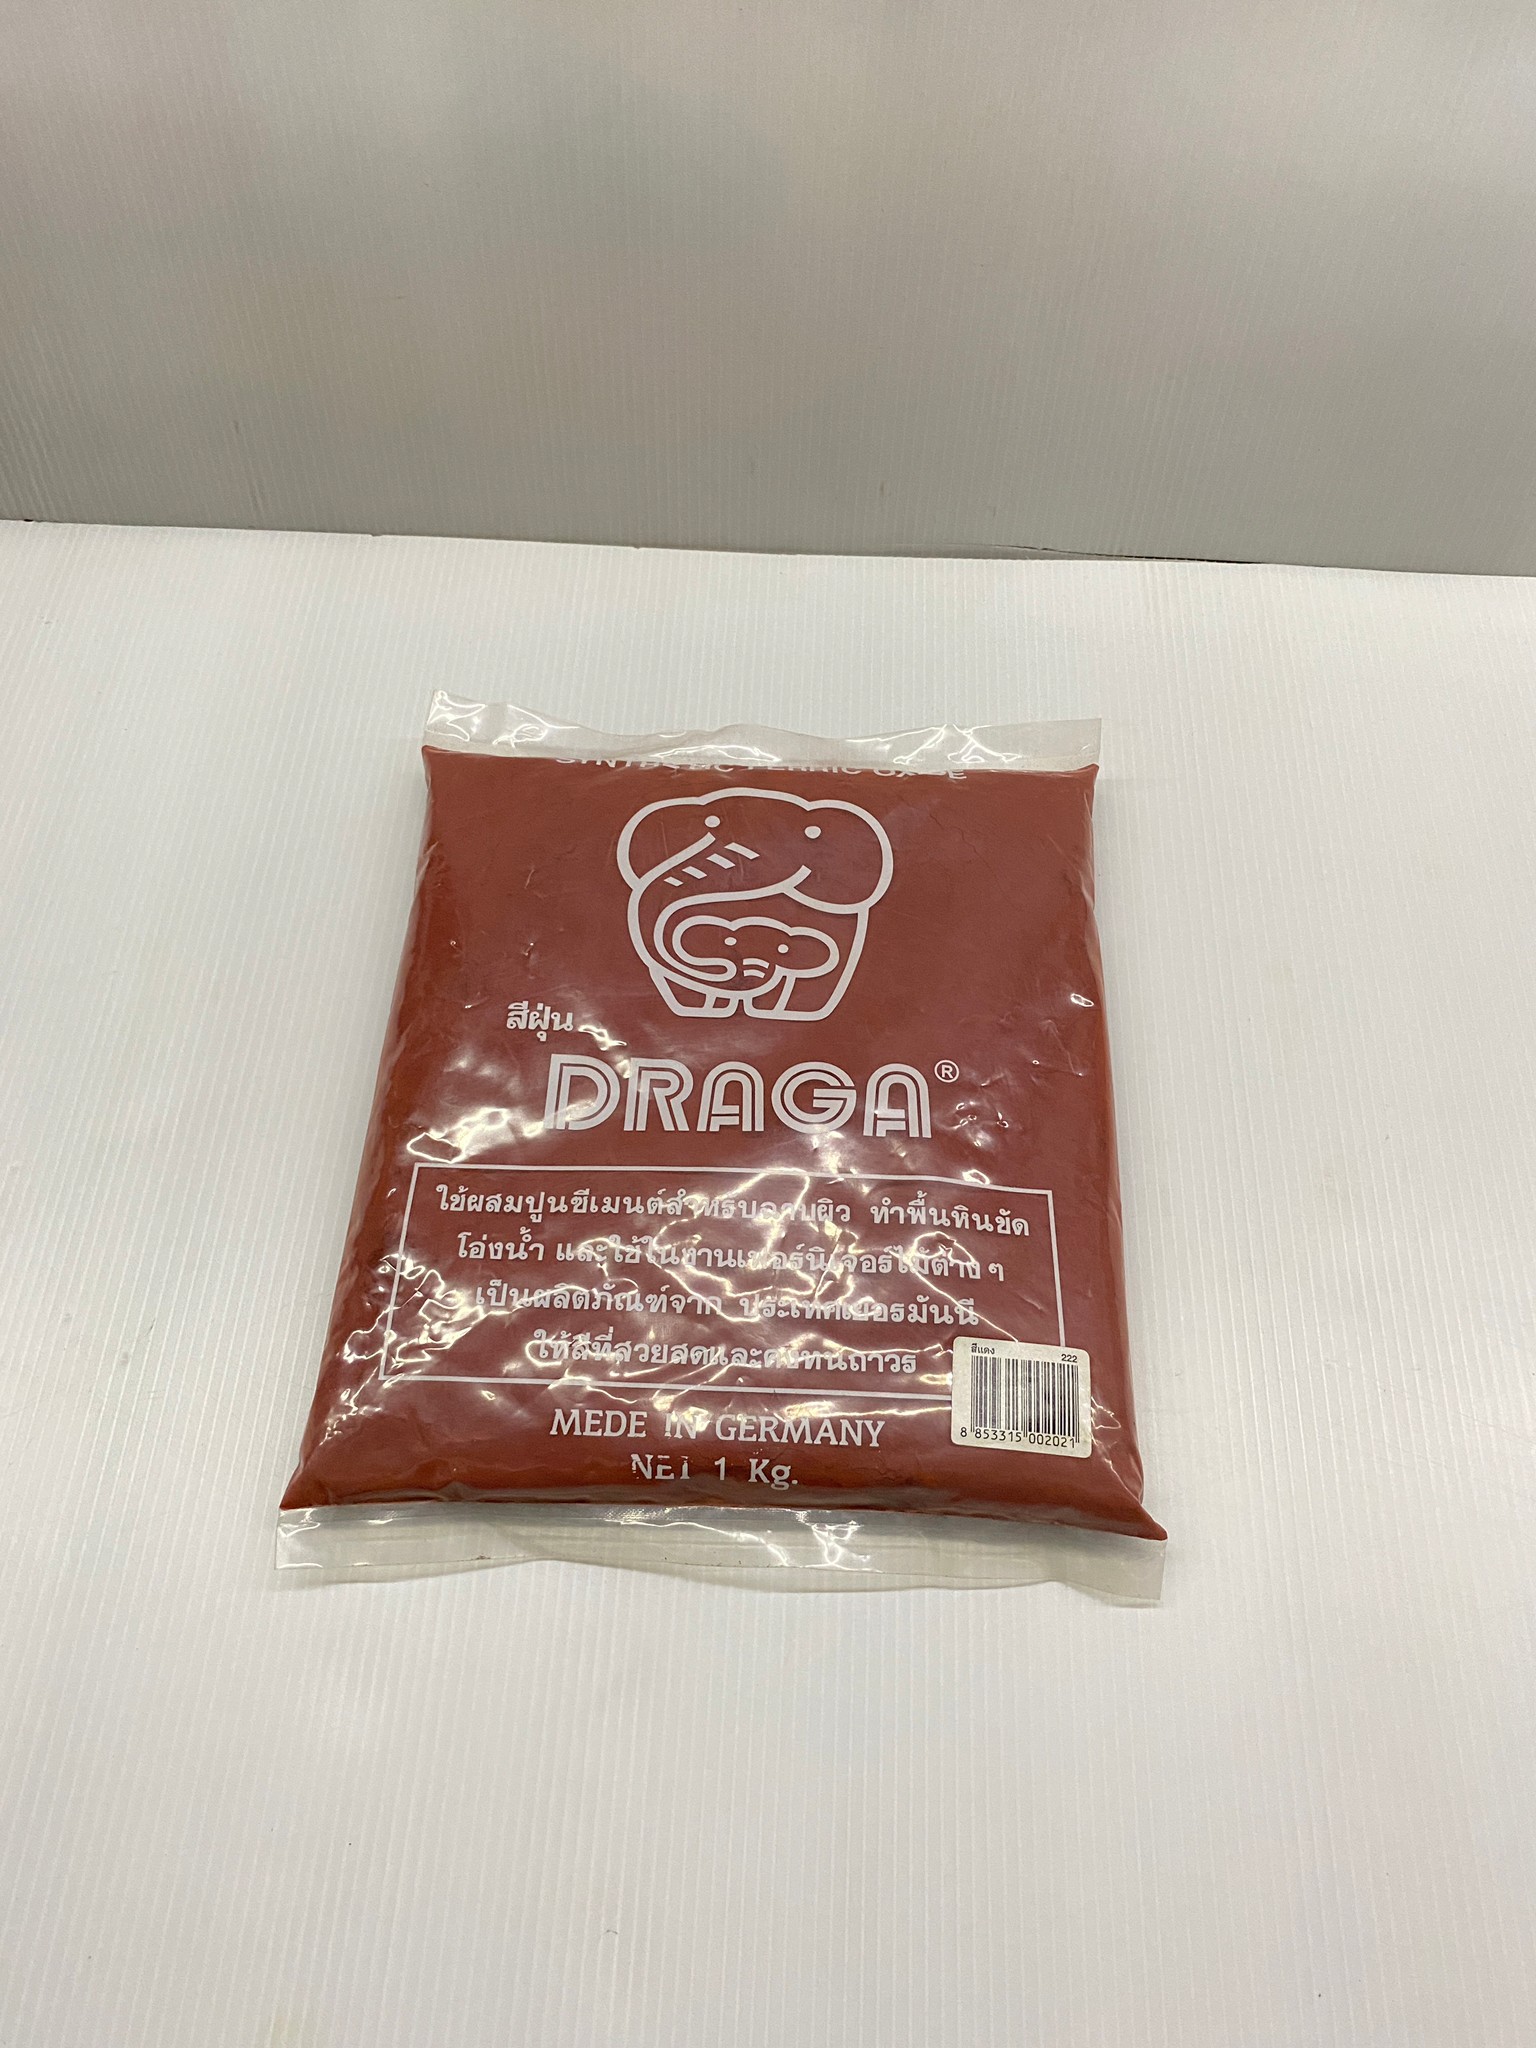 SYNTHETIC FERRIC OXIDE
สีฝุ่น
DRAGA®
ใช้ผสมปูนซีเมนต์สำหรับฉาบผิว ทำพื้นหินขัด
โอ่งน้ำ และใช้ในงานเฟอร์นิเจอร์ไม้ต่าง ๆ
เป็นผลิตภัณฑ์จาก ประเทศเยอรมันนี
ให้สีที่สวยสดและคงทนถาวร
สีแดง 222
8 853315 002021
MEDE IN GERMANY
NET 1 Kg.